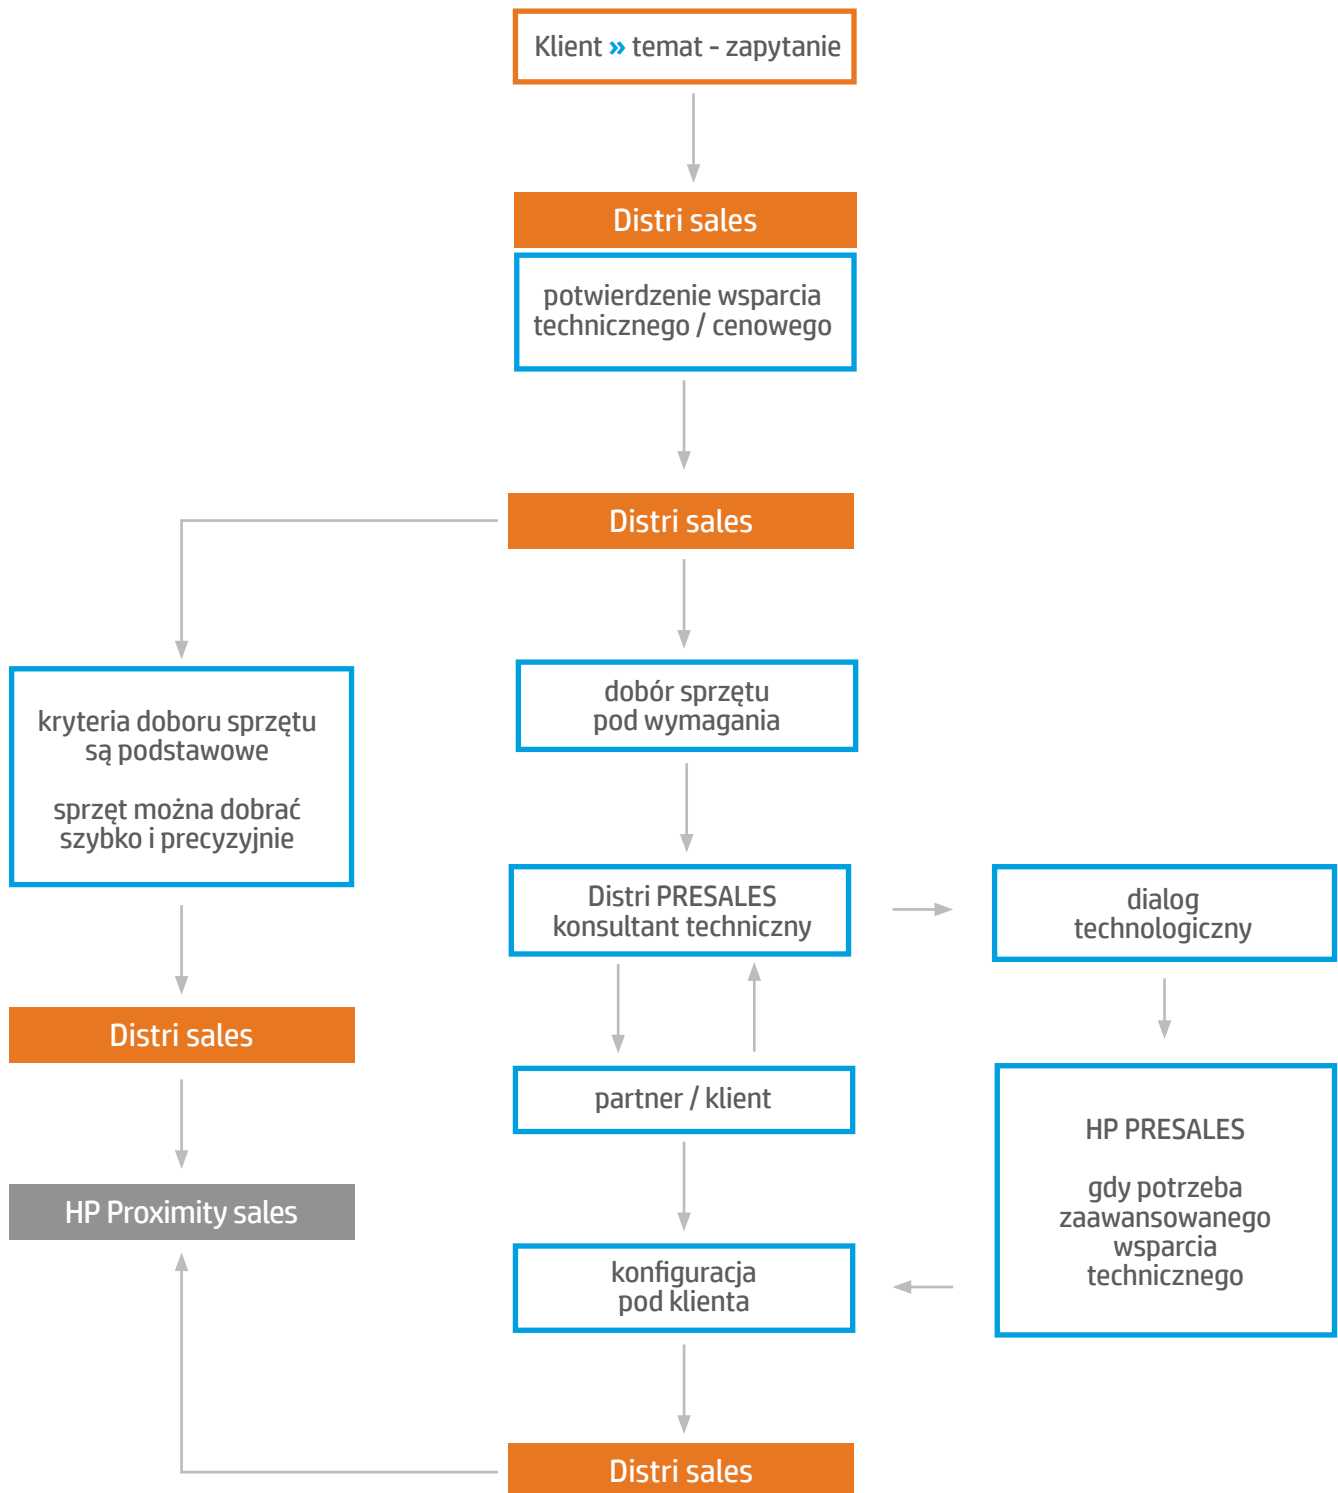 Klient » temat - zapytanie
Distri sales
potwierdzenie wsparcia
technicznego / cenowego
Distri sales
kryteria doboru sprzętu
są podstawowe
sprzęt można dobrać
szybko i precyzyjnie
dobór sprzętu
pod wymagania
Distri PRESALES
konsultant techniczny
dialog
technologiczny
Distri sales
partner / klient
HP PRESALES
gdy potrzeba
zaawansowanego
wsparcia
technicznego
HP Proximity sales
konfiguracja
pod klienta
Distri sales